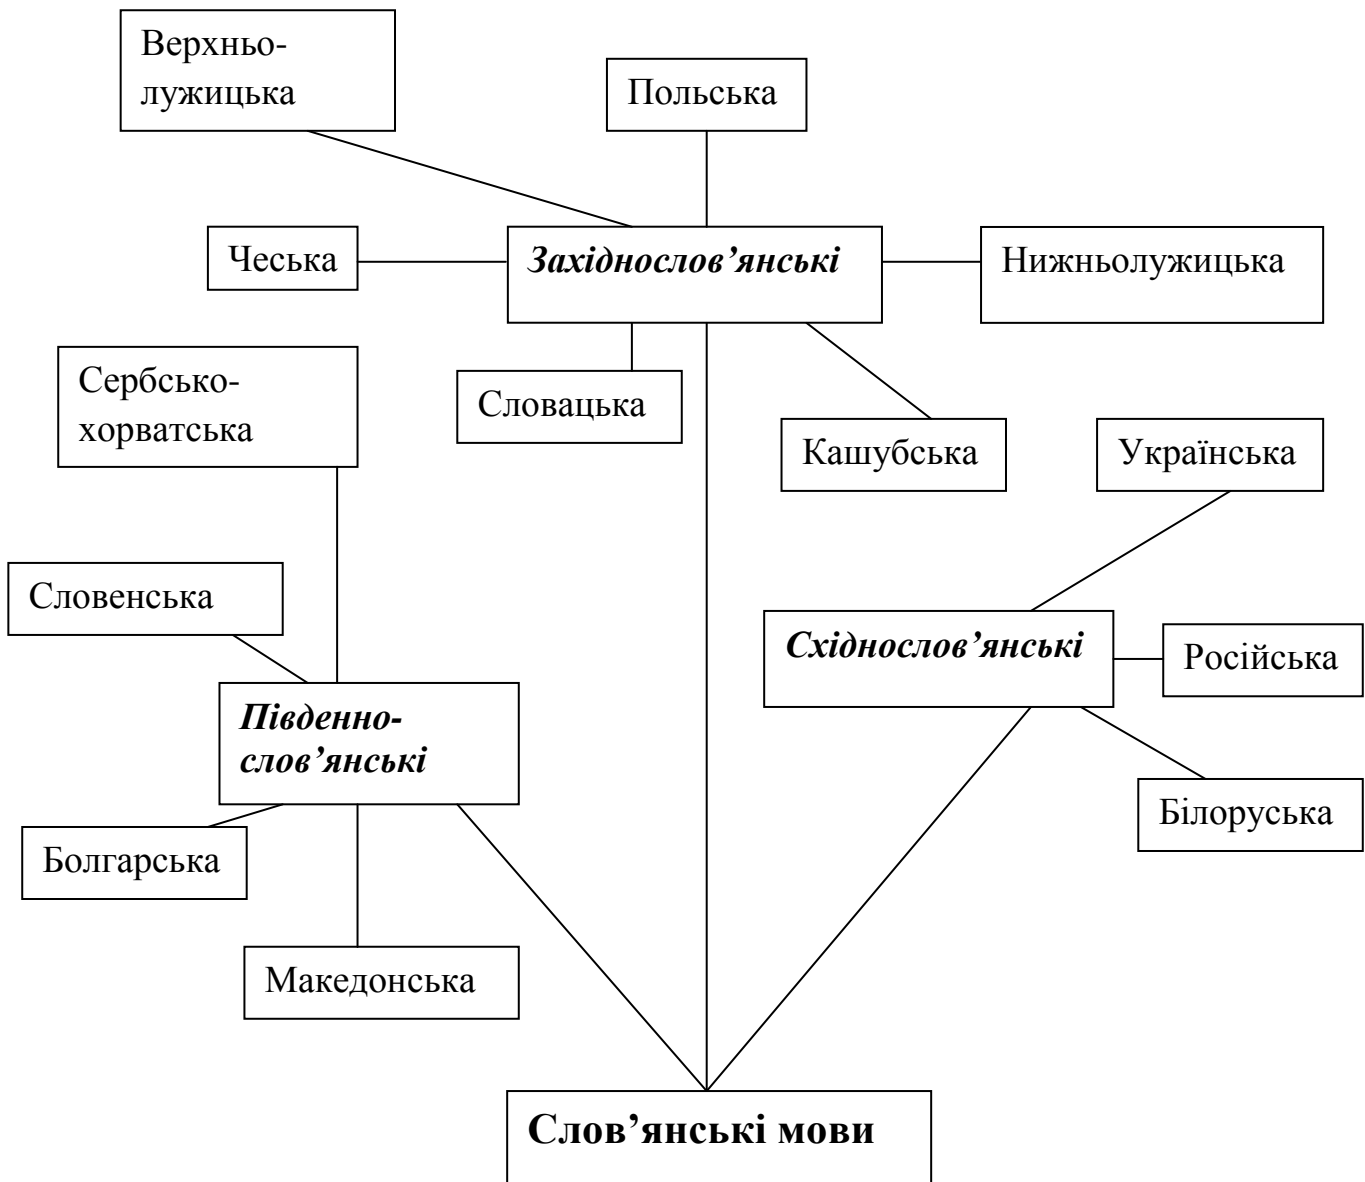 Верхньо-
лужицька
Польська
Чеська
Західнослов’янські
Нижньолужицька
Сербсько-
хорватська
Словацька
Кашубська
Українська
Словенська
Східнослов’янські
Російська
Південно-
слов’янські
Білоруська
Болгарська
Македонська
Слов’янські мови